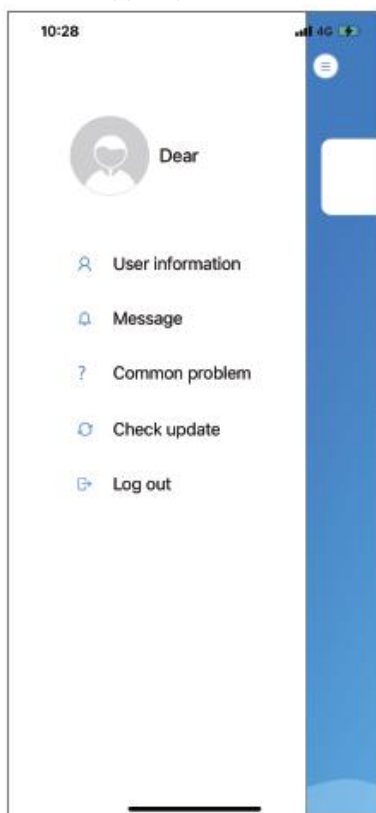 10:28
4G
Dear
User information
Message
? Common problem
Check update
Log out